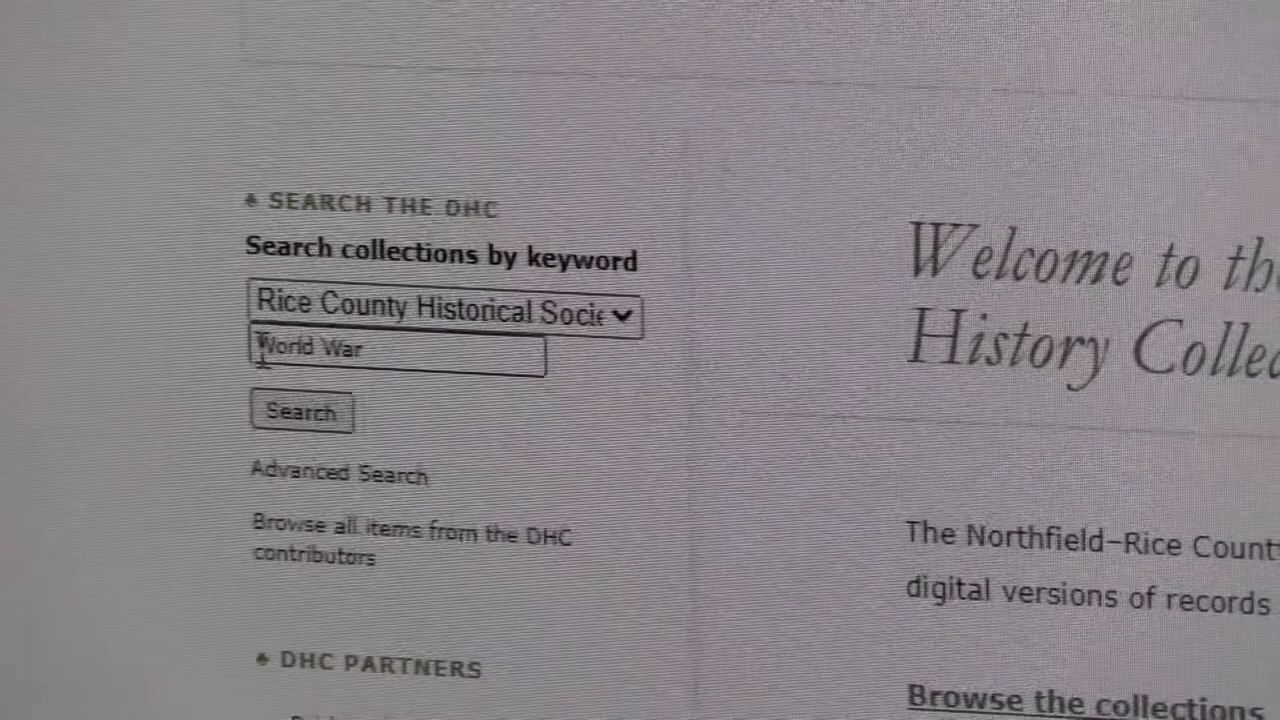 SEARCH THE DHC
Search collections by keyword
Rice County Historical Socie
World War
Search
Advanced Search
Browse all items from the DHC
contributors
DHC PARTNERS
Welcome to the
History Collec
The Northfield–Rice Count
digital versions of records
Browse the collections